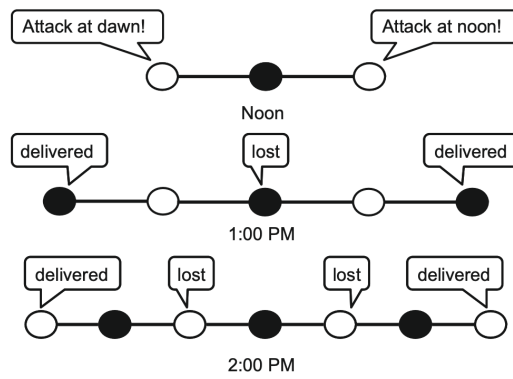 Attack at dawn!
Attack at noon!
Noon
delivered
lost
delivered
1:00 PM
delivered
lost
lost
delivered
2:00 PM